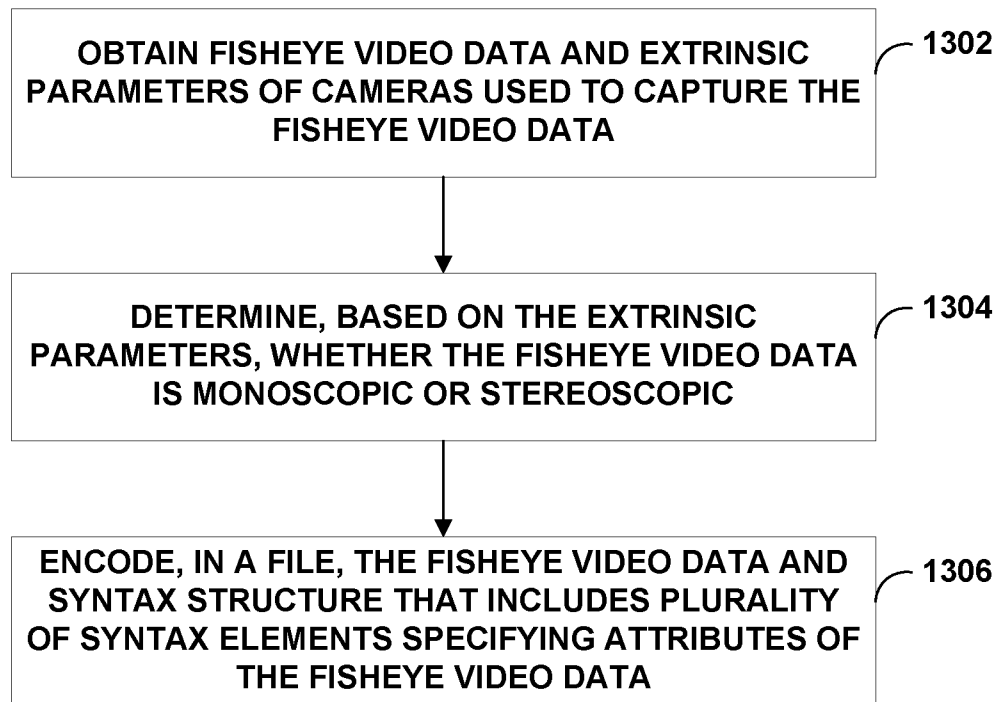 OBTAIN FISHEYE VIDEO DATA AND EXTRINSIC
PARAMETERS OF CAMERAS USED TO CAPTURE THE
FISHEYE VIDEO DATA
1302
DETERMINE, BASED ON THE EXTRINSIC
PARAMETERS, WHETHER THE FISHEYE VIDEO DATA
IS MONOSCOPIC OR STEREOSCOPIC
1304
ENCODE, IN A FILE, THE FISHEYE VIDEO DATA AND
SYNTAX STRUCTURE THAT INCLUDES PLURALITY
OF SYNTAX ELEMENTS SPECIFYING ATTRIBUTES OF
THE FISHEYE VIDEO DATA
1306